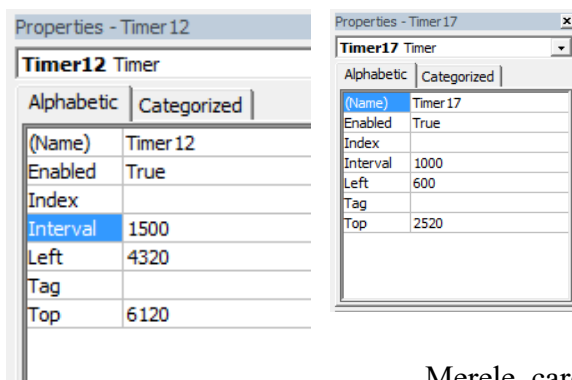 Properties - Timer12
Timer12 Timer
Alphabetic Categorized
(Name) Timer12
Enabled True
Index
Interval 1500
Left 4320
Tag
Top 6120
Properties - Timer17 x
Timer17 Timer
Alphabetic Categorized
(Name) Timer17
Enabled True
Index
Interval 1000
Left 600
Tag
Top 2520
Merele